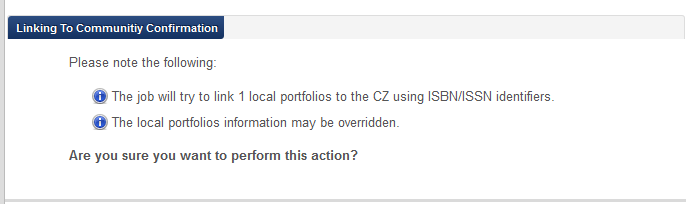 Linking To Communitiy Confirmation
Please note the following:
The job will try to link 1 local portfolios to the CZ using ISBN/ISSN identifiers.
The local portfolios information may be overridden.
Are you sure you want to perform this action?